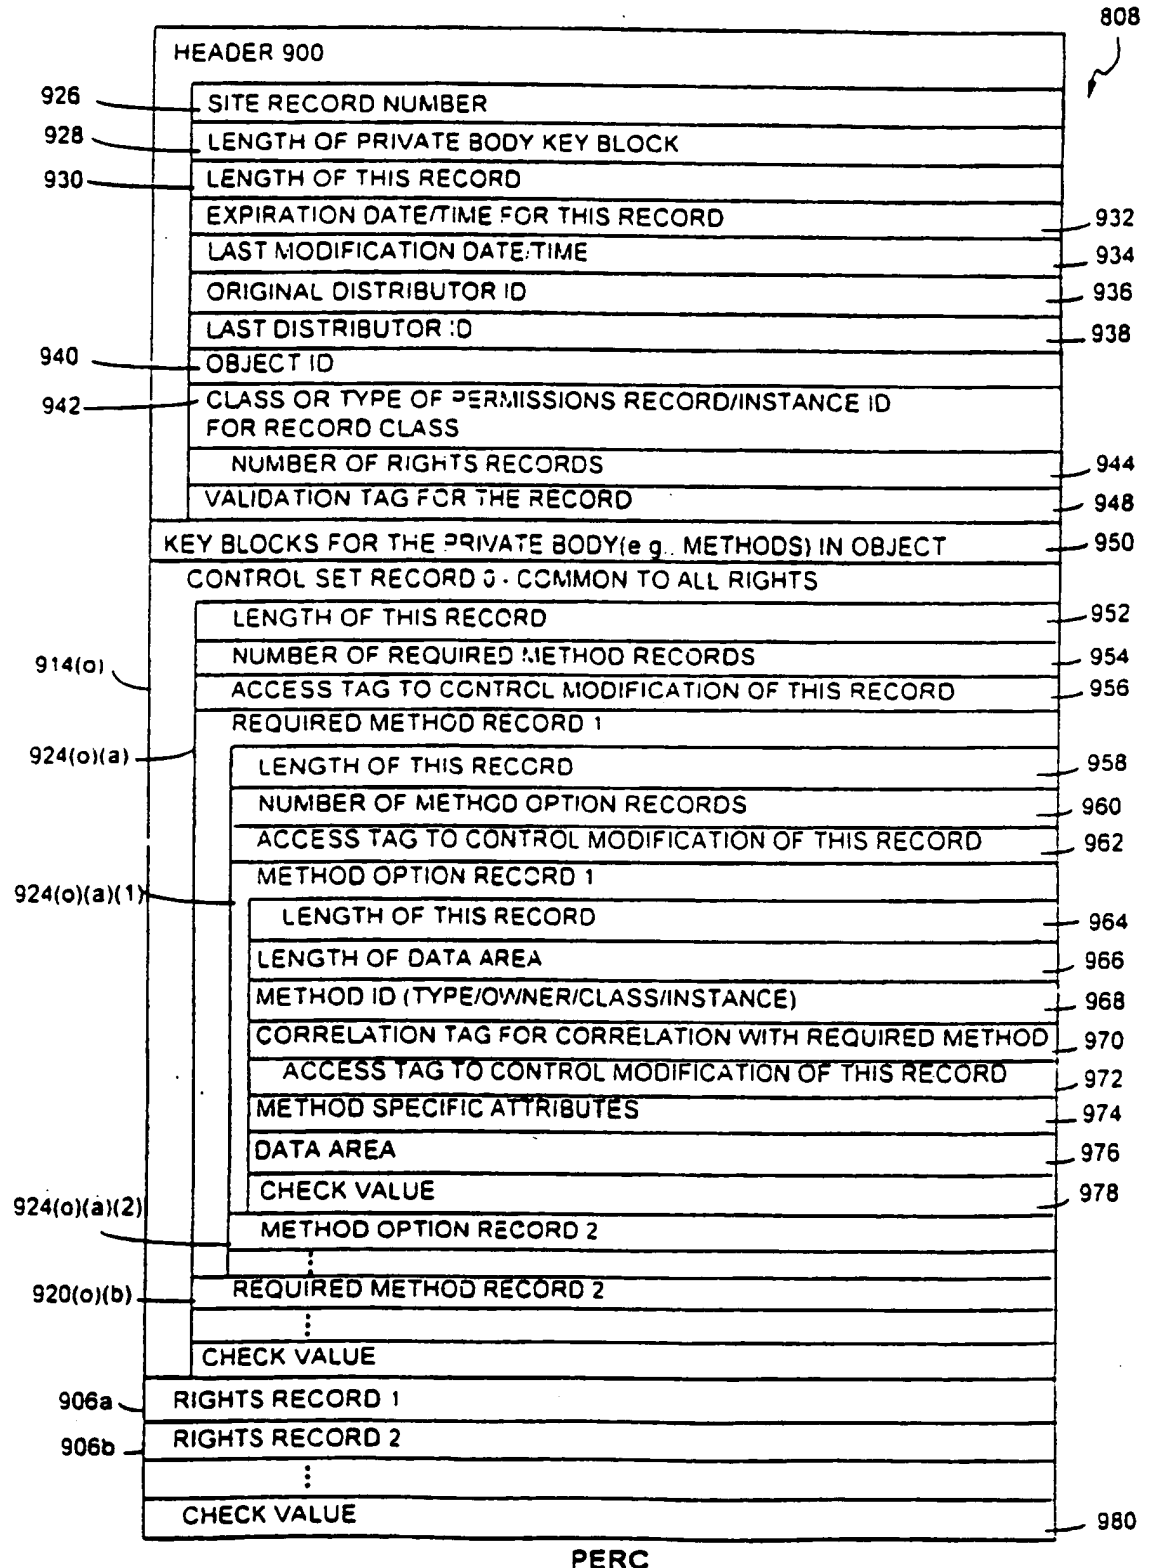 808
HEADER 900
926 SITE RECORD NUMBER
928 LENGTH OF PRIVATE BODY KEY BLOCK
930 LENGTH OF THIS RECORD
EXPIRATION DATE/TIME FOR THIS RECORD 932
LAST MODIFICATION DATE/TIME 934
ORIGINAL DISTRIBUTOR ID 936
LAST DISTRIBUTOR ID 938
940 OBJECT ID
942 CLASS OR TYPE OF PERMISSIONS RECORD/INSTANCE ID
FOR RECORD CLASS
NUMBER OF RIGHTS RECORDS 944
VALIDATION TAG FOR THE RECORD 948
KEY BLOCKS FOR THE PRIVATE BODY(e g., METHODS) IN OBJECT 950
CONTROL SET RECORD 0 - COMMON TO ALL RIGHTS
LENGTH OF THIS RECORD 952
914(o) NUMBER OF REQUIRED METHOD RECORDS 954
ACCESS TAG TO CONTROL MODIFICATION OF THIS RECORD 956
924(o)(a) REQUIRED METHOD RECORD 1
LENGTH OF THIS RECORD 958
NUMBER OF METHOD OPTION RECORDS 960
ACCESS TAG TO CONTROL MODIFICATION OF THIS RECORD 962
924(o)(a)(1) METHOD OPTION RECORD 1
LENGTH OF THIS RECORD 964
LENGTH OF DATA AREA 966
METHOD ID (TYPE/OWNER/CLASS/INSTANCE) 968
CORRELATION TAG FOR CORRELATION WITH REQUIRED METHOD 970
ACCESS TAG TO CONTROL MODIFICATION OF THIS RECORD 972
METHOD SPECIFIC ATTRIBUTES 974
DATA AREA 976
CHECK VALUE 978
924(o)(a)(2) METHOD OPTION RECORD 2
920(o)(b) REQUIRED METHOD RECORD 2
CHECK VALUE
906a RIGHTS RECORD 1
906b RIGHTS RECORD 2
CHECK VALUE 980
PERC